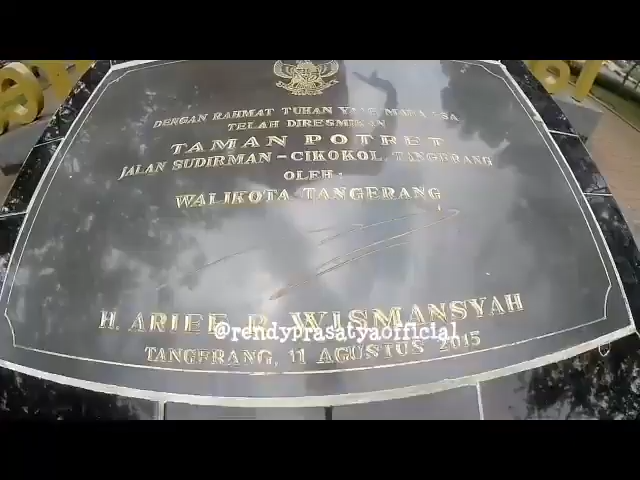 DENGAN RAHMAT TUHAN YANG MAHA ESA
TELAH DIRESMIKAN
TAMAN POTRET
JALAN SUDIRMAN - CIKOKOL, TANGERANG
OLEH :
WALIKOTA TANGERANG
H. ARIEF R. WISMANSYAH
@rendyprasatyaofficial
TANGERANG, 11 AGUSTUS 2015